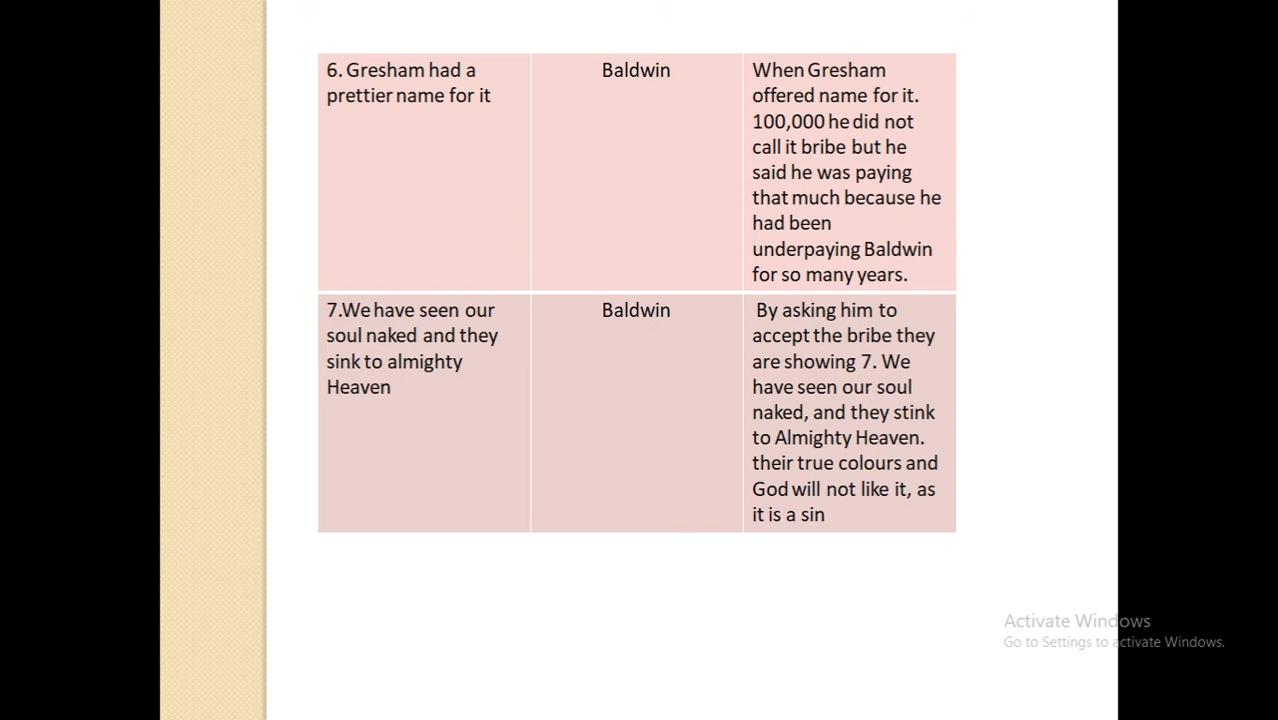 6. Gresham had a
prettier name for it
Baldwin
When Gresham
offered name for it.
100,000 he did not
call it bribe but he
said he was paying
that much because he
had been
underpaying Baldwin
for so many years.
7.We have seen our
soul naked and they
sink to almighty
Heaven
Baldwin
By asking him to
accept the bribe they
are showing 7. We
have seen our soul
naked, and they stink
to Almighty Heaven.
their true colours and
God will not like it, as
it is a sin
Activate Windows
Go to Settings to activate Windows.